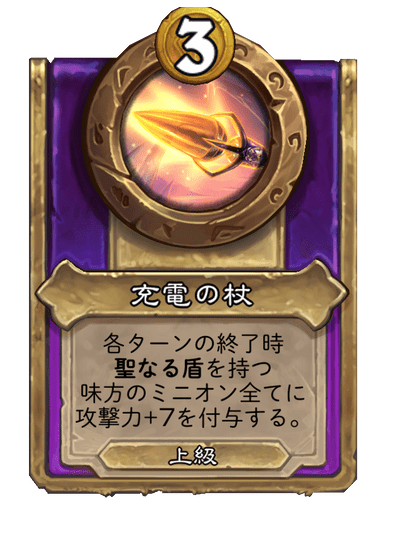 3
充電の杖
各ターンの終了時
聖なる盾を持つ
味方のミニオン全てに
攻撃力+7を付与する。
上級